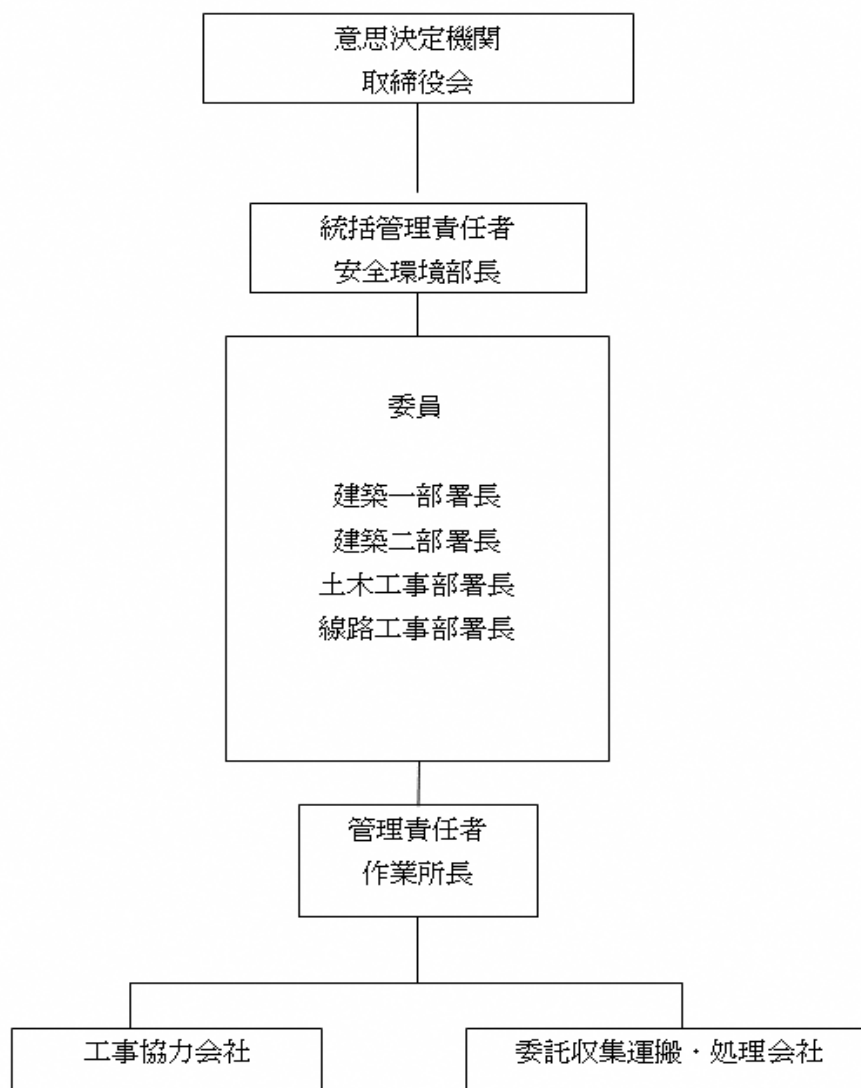 意思決定機関
取締役会
統括管理責任者
安全環境部長
委員
建築一部署長
建築二部署長
土木工事部署長
線路工事部署長
管理責任者
作業所長
工事協力会社
委託収集運搬・処理会社